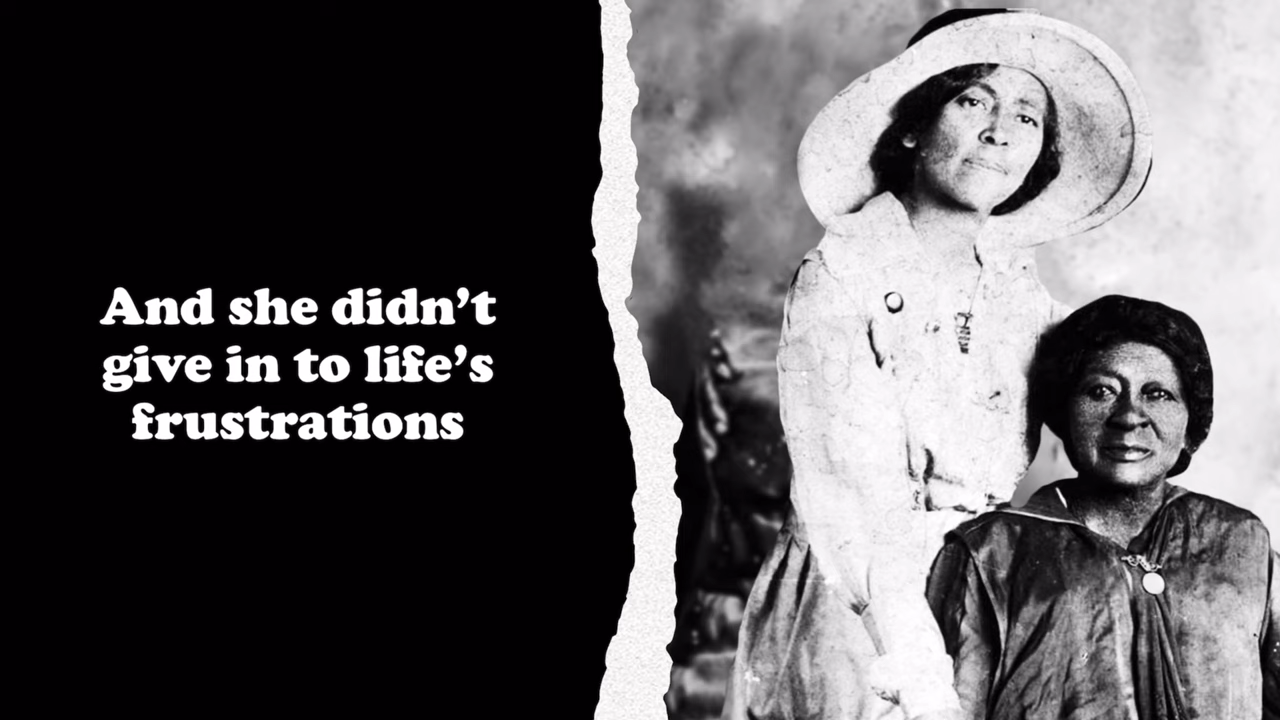 And she didn’t
give in to life’s
frustrations